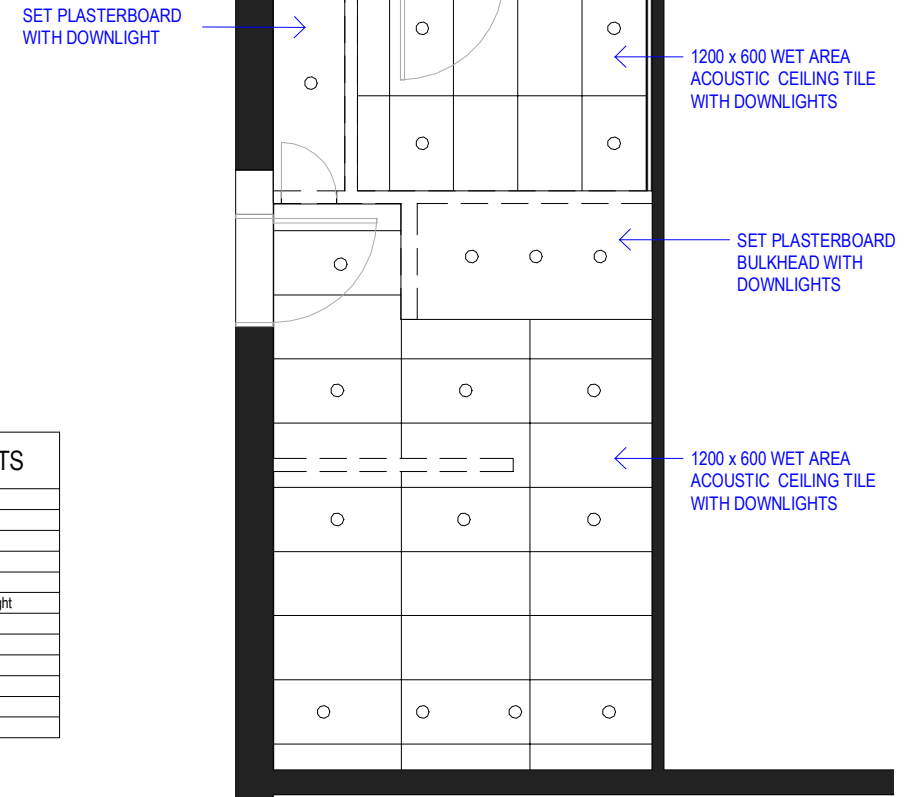 SET PLASTERBOARD
WITH DOWNLIGHT
1200 x 600 WET AREA
ACOUSTIC CEILING TILE
WITH DOWNLIGHTS
SET PLASTERBOARD
BULKHEAD WITH
DOWNLIGHTS
1200 x 600 WET AREA
ACOUSTIC CEILING TILE
WITH DOWNLIGHTS
TS
ght